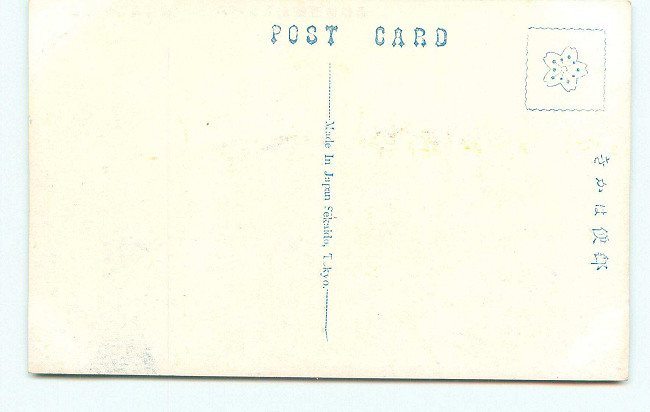 POST CARD
Made In Japan Sekaido, Tokyo.
きかは便郵